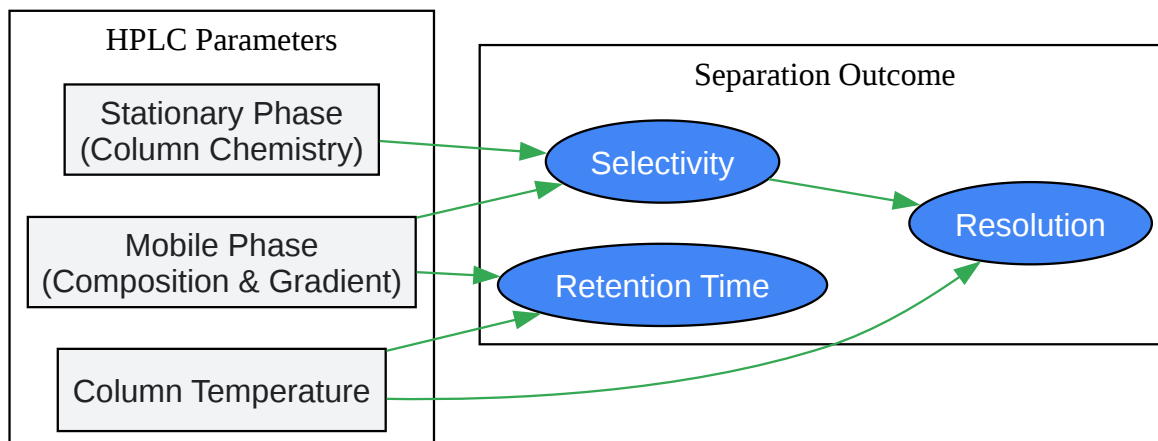 HPLC Parameters
Stationary Phase
(Column Chemistry)
Mobile Phase
(Composition & Gradient)
Column Temperature
Separation Outcome
Selectivity
Retention Time
Resolution